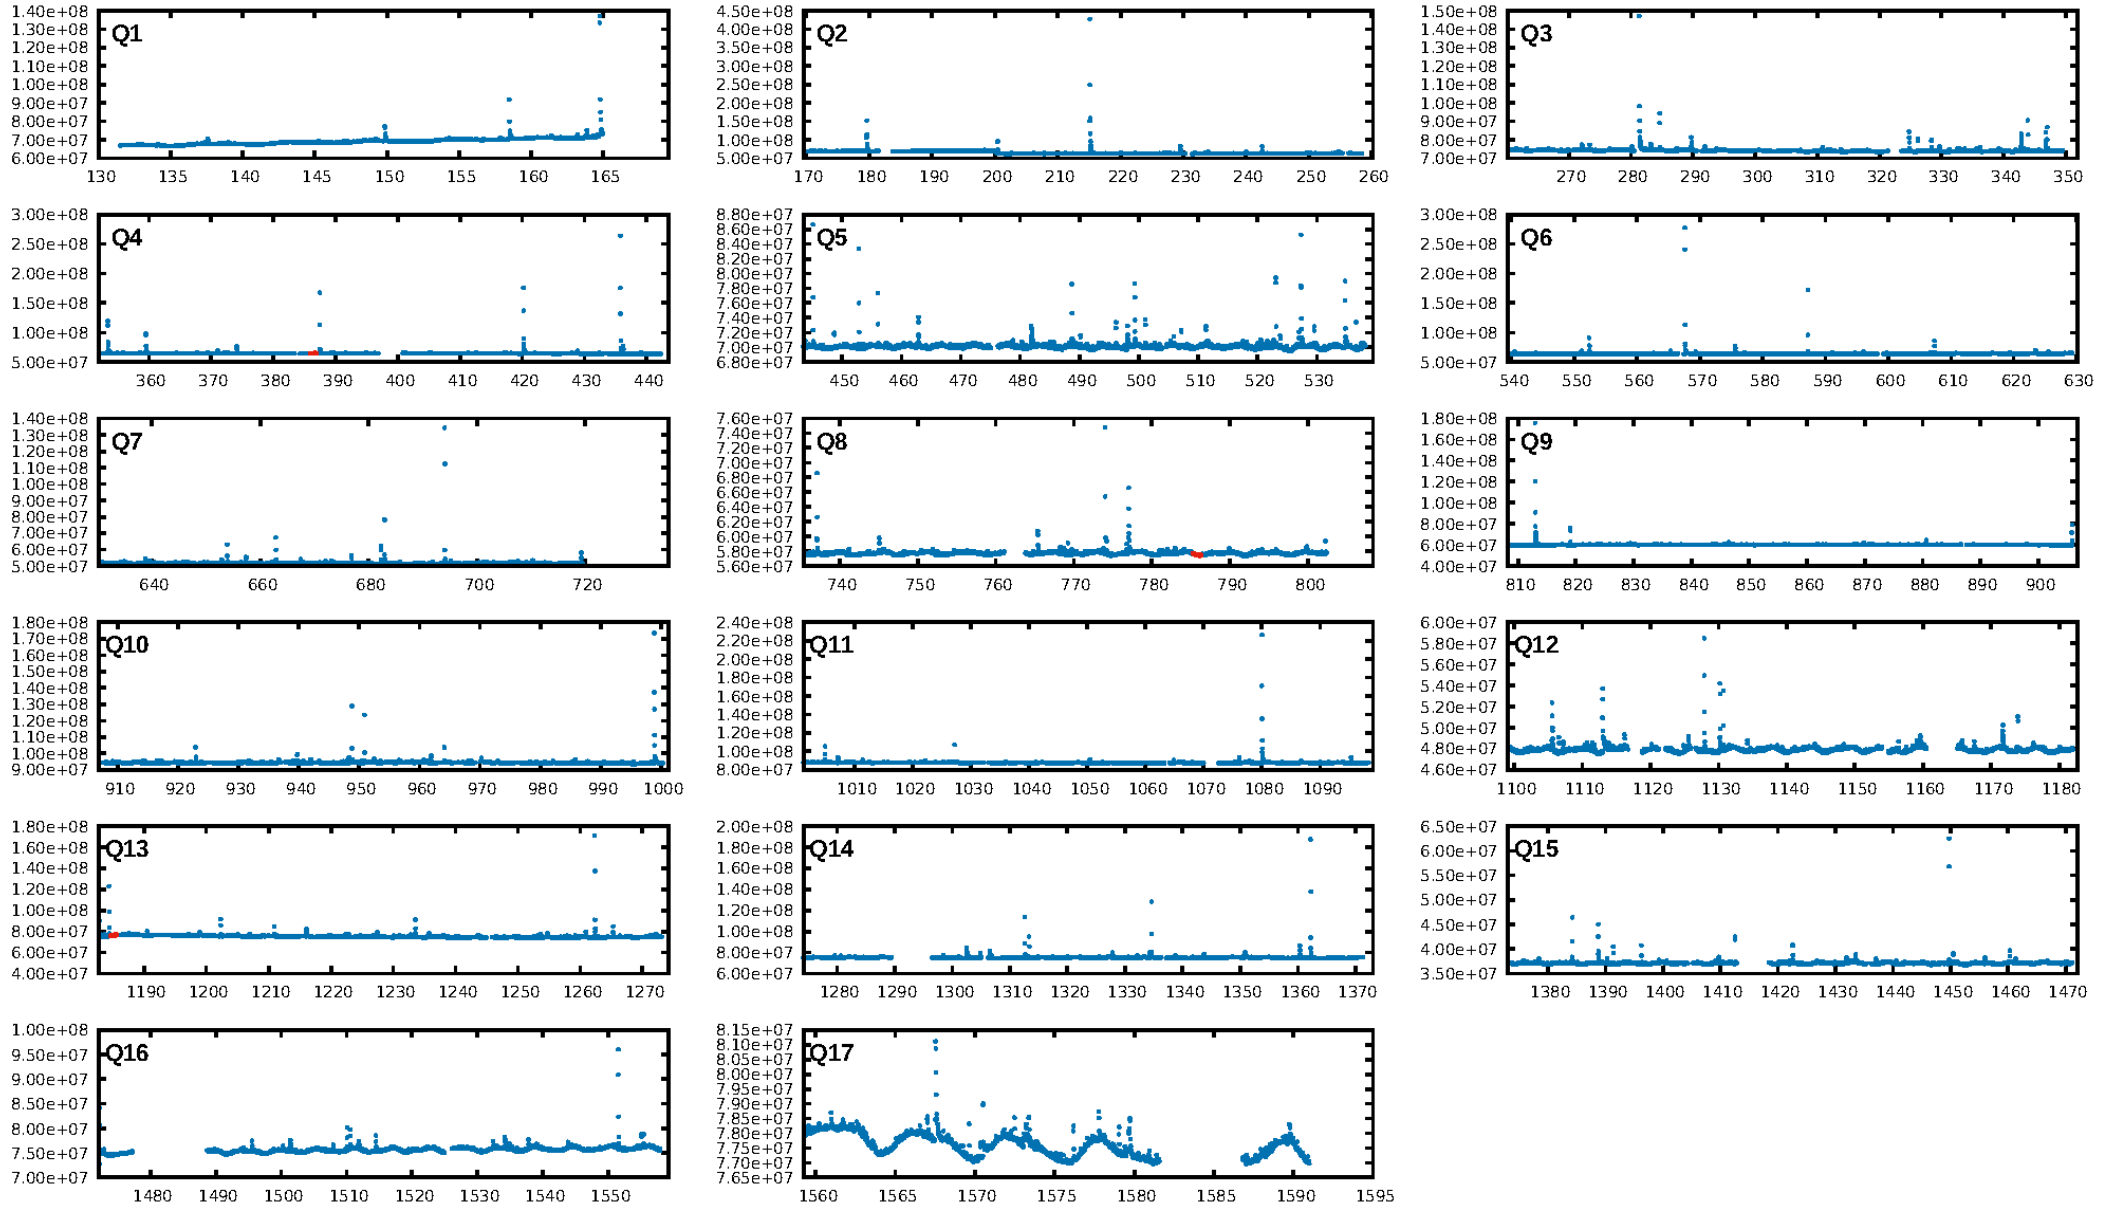 Q1
1.40e+08
1.30e+08
1.20e+08
1.10e+08
1.00e+08
9.00e+07
8.00e+07
7.00e+07
6.00e+07
130 135 140 145 150 155 160 165
Q2
4.50e+08
4.00e+08
3.50e+08
3.00e+08
2.50e+08
2.00e+08
1.50e+08
1.00e+08
5.00e+07
170 180 190 200 210 220 230 240 250 260
Q3
1.50e+08
1.40e+08
1.30e+08
1.20e+08
1.10e+08
1.00e+08
9.00e+07
8.00e+07
7.00e+07
270 280 290 300 310 320 330 340 350
Q4
3.00e+08
2.50e+08
2.00e+08
1.50e+08
1.00e+08
5.00e+07
360 370 380 390 400 410 420 430 440
Q5
8.80e+07
8.60e+07
8.40e+07
8.20e+07
8.00e+07
7.80e+07
7.60e+07
7.40e+07
7.20e+07
7.00e+07
6.80e+07
450 460 470 480 490 500 510 520 530
Q6
3.00e+08
2.50e+08
2.00e+08
1.50e+08
1.00e+08
5.00e+07
540 550 560 570 580 590 600 610 620 630
Q7
1.40e+08
1.30e+08
1.20e+08
1.10e+08
1.00e+08
9.00e+07
8.00e+07
7.00e+07
6.00e+07
5.00e+07
640 660 680 700 720
Q8
7.60e+07
7.40e+07
7.20e+07
7.00e+07
6.80e+07
6.60e+07
6.40e+07
6.20e+07
6.00e+07
5.80e+07
5.60e+07
740 750 760 770 780 790 800
Q9
1.80e+08
1.60e+08
1.40e+08
1.20e+08
1.00e+08
8.00e+07
6.00e+07
4.00e+07
810 820 830 840 850 860 870 880 890 900
Q10
1.80e+08
1.70e+08
1.60e+08
1.50e+08
1.40e+08
1.30e+08
1.20e+08
1.10e+08
1.00e+08
9.00e+07
910 920 930 940 950 960 970 980 990 1000
Q11
2.40e+08
2.20e+08
2.00e+08
1.80e+08
1.60e+08
1.40e+08
1.20e+08
1.00e+08
8.00e+07
1010 1020 1030 1040 1050 1060 1070 1080 1090
Q12
6.00e+07
5.80e+07
5.60e+07
5.40e+07
5.20e+07
5.00e+07
4.80e+07
4.60e+07
1100 1110 1120 1130 1140 1150 1160 1170 1180
Q13
1.80e+08
1.60e+08
1.40e+08
1.20e+08
1.00e+08
8.00e+07
6.00e+07
4.00e+07
1190 1200 1210 1220 1230 1240 1250 1260 1270
Q14
2.00e+08
1.80e+08
1.60e+08
1.40e+08
1.20e+08
1.00e+08
8.00e+07
6.00e+07
1280 1290 1300 1310 1320 1330 1340 1350 1360 1370
Q15
6.50e+07
6.00e+07
5.50e+07
5.00e+07
4.50e+07
4.00e+07
3.50e+07
1380 1390 1400 1410 1420 1430 1440 1450 1460 1470
Q16
1.00e+08
9.50e+07
9.00e+07
8.50e+07
8.00e+07
7.50e+07
7.00e+07
1480 1490 1500 1510 1520 1530 1540 1550
Q17
8.15e+07
8.10e+07
8.05e+07
8.00e+07
7.95e+07
7.90e+07
7.85e+07
7.80e+07
7.75e+07
7.70e+07
7.65e+07
1560 1565 1570 1575 1580 1585 1590 1595